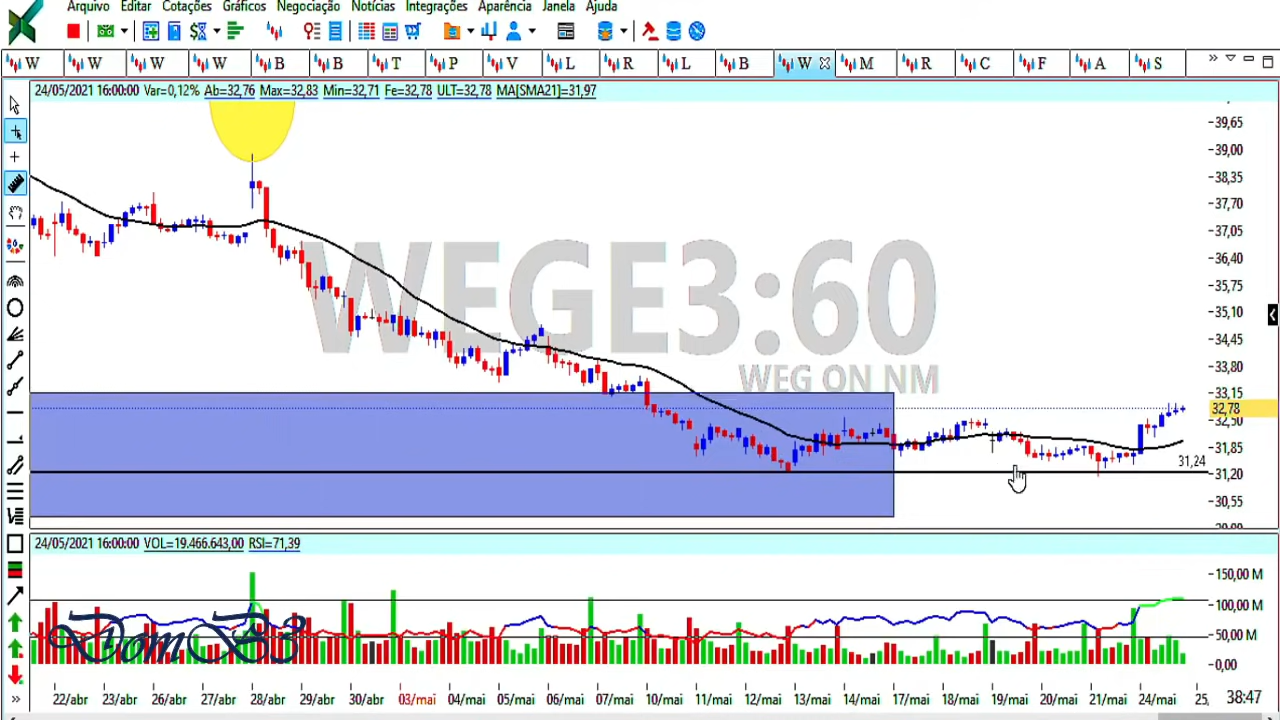 Arquivo Editar Cotações Gráficos Negociação Notícias Integrações Aparência Janela Ajuda
W W W W B B T P V L R L B W M R C F A S
24/05/2021 16:00:00 Var=0,12% Ab=32,76 Max=32,83 Min=32,71 Fe=32,78 ULT=32,78 MA[SMA21]=31,97
39,65
39,00
38,35
37,70
37,05
36,40
35,75
35,10
34,45
33,80
33,15
32,78
32,50
31,85
31,20
30,55
WEGE3:60
WEG ON NM
31,24
24/05/2021 16:00:00 VOL=19.466.643,00 RSI=71,39
150,00 M
100,00 M
50,00 M
0,00
Dom B3
22/abr 23/abr 26/abr 27/abr 28/abr 29/abr 30/abr 03/mai 04/mai 05/mai 06/mai 07/mai 10/mai 11/mai 12/mai 13/mai 14/mai 17/mai 18/mai 19/mai 20/mai 21/mai 24/mai 25, 38:47